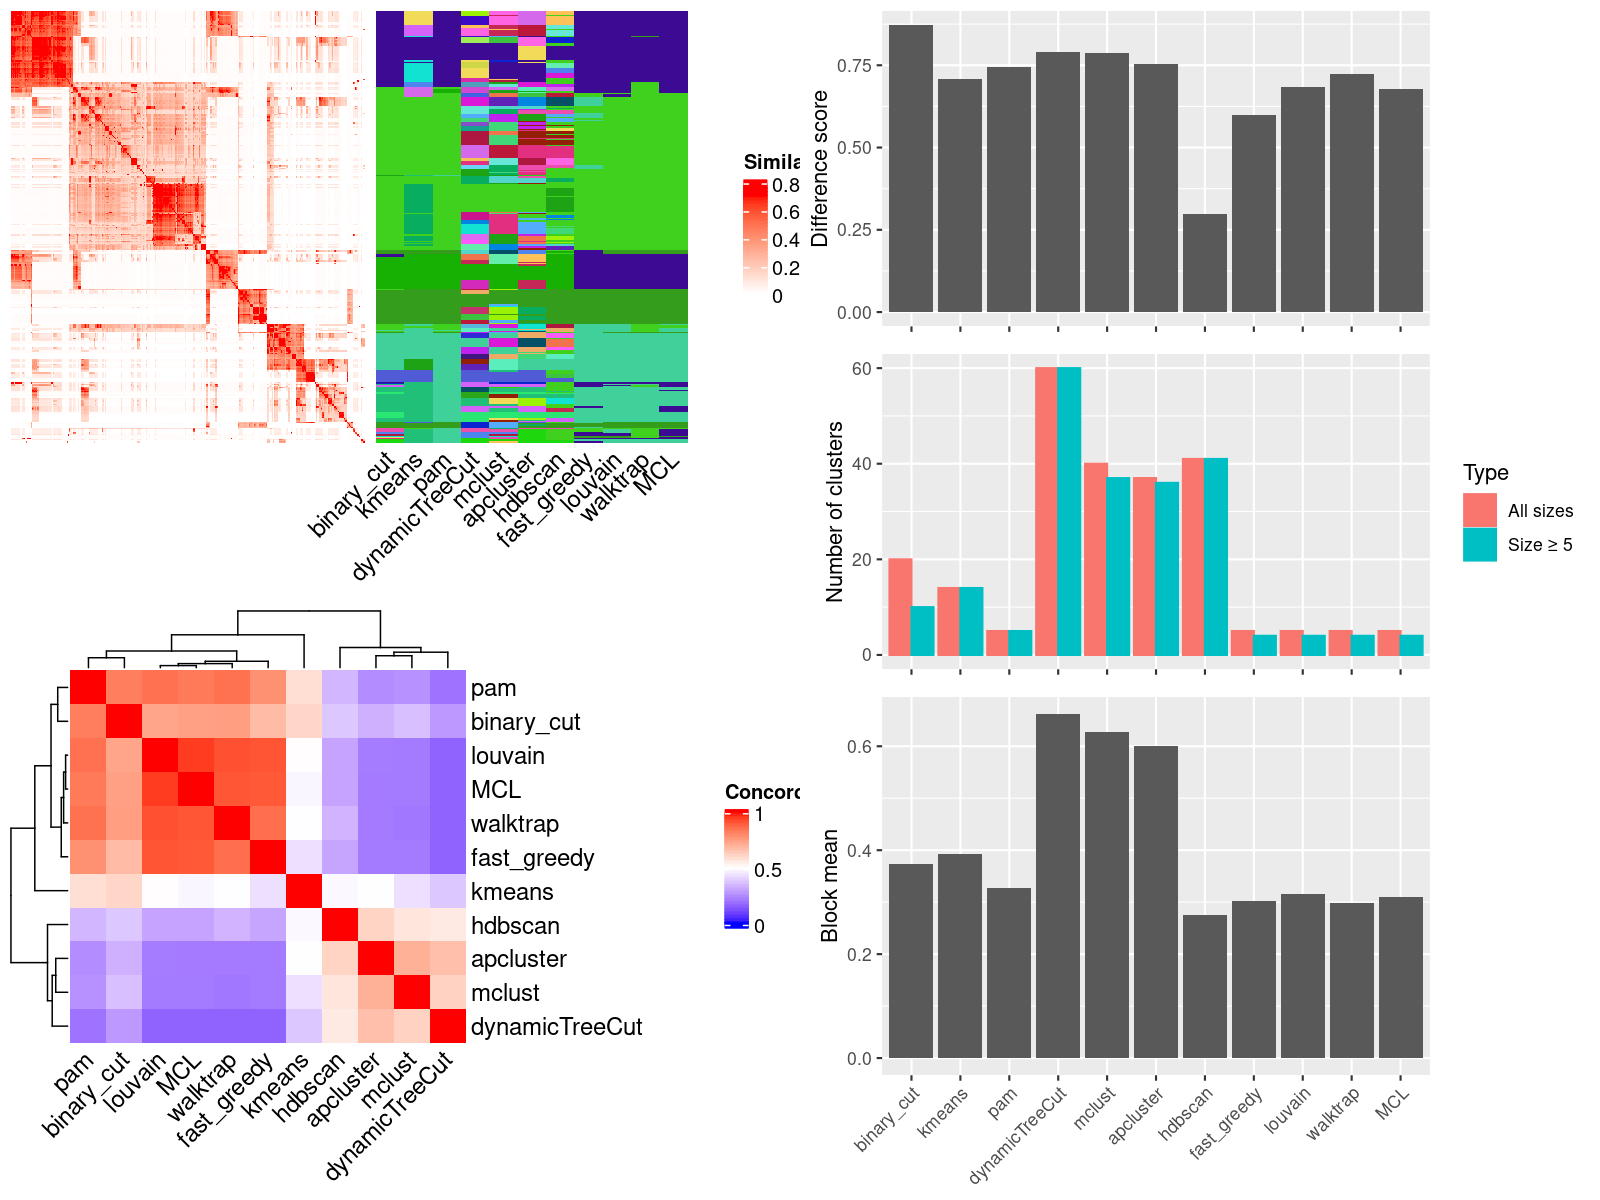 Simila
0.8
0.6
0.4
0.2
0
binary_cut
kmeans
pam
dynamicTreeCut
mclust
apcluster
hdbscan
fast_greedy
louvain
walktrap
MCL
Difference score
0.75
0.50
0.25
0.00
Number of clusters
60
40
20
0
Type
All sizes
Size ≥ 5
pam
binary_cut
louvain
MCL
walktrap
fast_greedy
kmeans
hdbscan
apcluster
mclust
dynamicTreeCut
pam
binary_cut
louvain
MCL
walktrap
fast_greedy
kmeans
hdbscan
apcluster
mclust
dynamicTreeCut
Concord
1
0.5
0
Block mean
0.6
0.4
0.2
0.0
binary_cut
kmeans
pam
dynamicTreeCut
mclust
apcluster
hdbscan
fast_greedy
louvain
walktrap
MCL